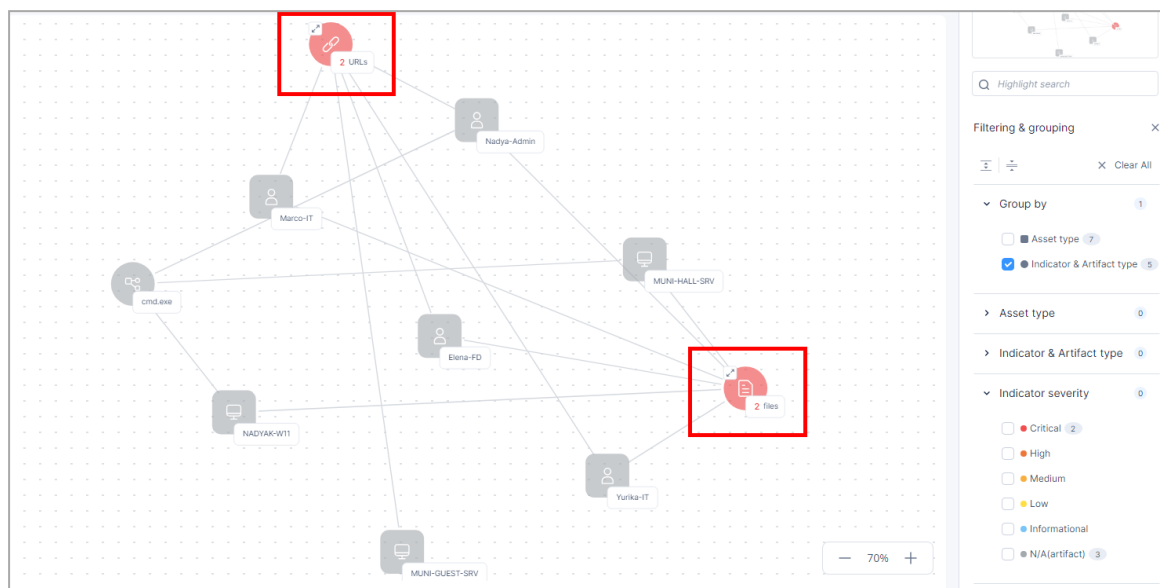 2 URLs
Nadya-Admin
Marco-IT
MUNI-HALL-SRV
cmd.exe
Elena-FD
2 files
NADYAK-W11
Yurika-IT
MUNI-GUEST-SRV
70%
Highlight search
Filtering & grouping
Clear All
Group by 1
Asset type 7
Indicator & Artifact type 5
Asset type 0
Indicator & Artifact type 0
Indicator severity 0
Critical 2
High
Medium
Low
Informational
N/A(artifact) 3